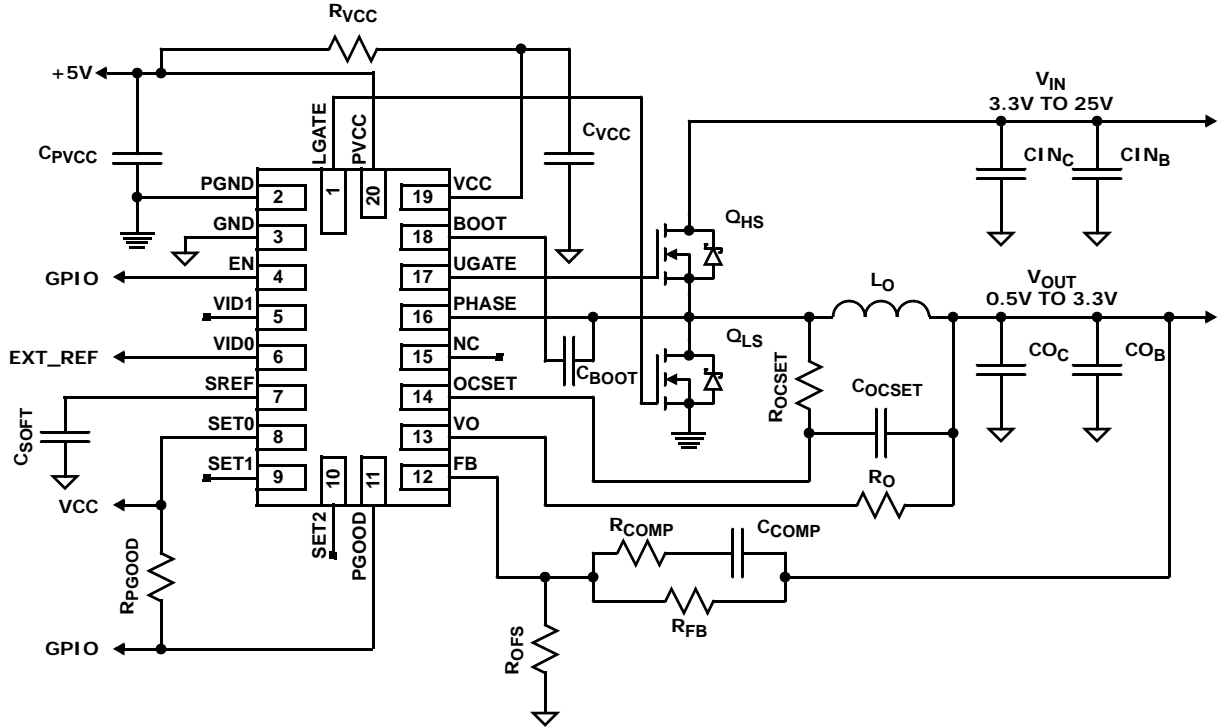 RVCC
+5V
VIN
3.3V TO 25V
LGATE
PVCC
CVCC
CPVCC
CINC
CINB
1
20
PGND
2
19
VCC
GND
3
18
BOOT
QHS
EN
GPIO
4
17
UGATE
LO
VOUT
0.5V TO 3.3V
VID1
5
16
PHASE
QLS
VID0
EXT_REF
6
15
NC
CBOOT
COC
COB
SREF
7
14
OCSET
ROCSET
COCSET
CSOFT
SET0
8
13
VO
SET1
9
10
11
12
FB
RO
VCC
SET2
PGOOD
RCOMP
CCOMP
RPGOOD
RFB
GPIO
ROFS